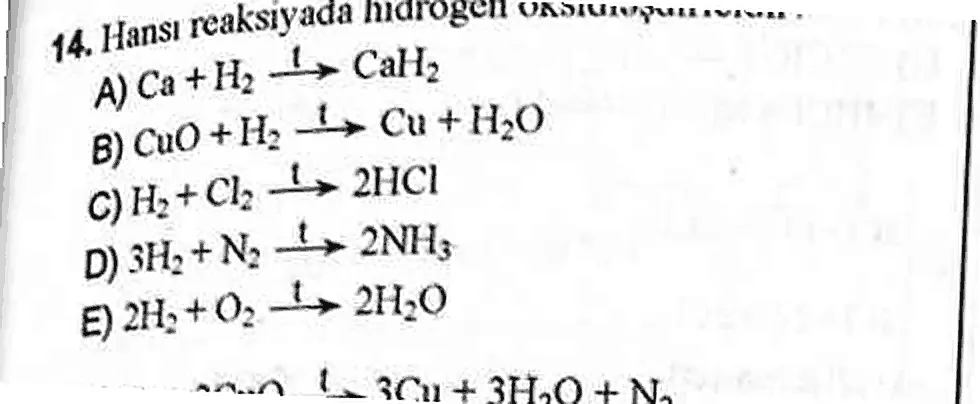 14. Hansı reaksiyada hidrogen
A) Ca + H₂ —t→ CaH₂
B) CuO + H₂ —t→ Cu + H₂O
C) H₂ + Cl₂ —t→ 2HCl
D) 3H₂ + N₂ —t→ 2NH₃
E) 2H₂ + O₂ —t→ 2H₂O
t→ 3Cu + 3H₂O + N₂